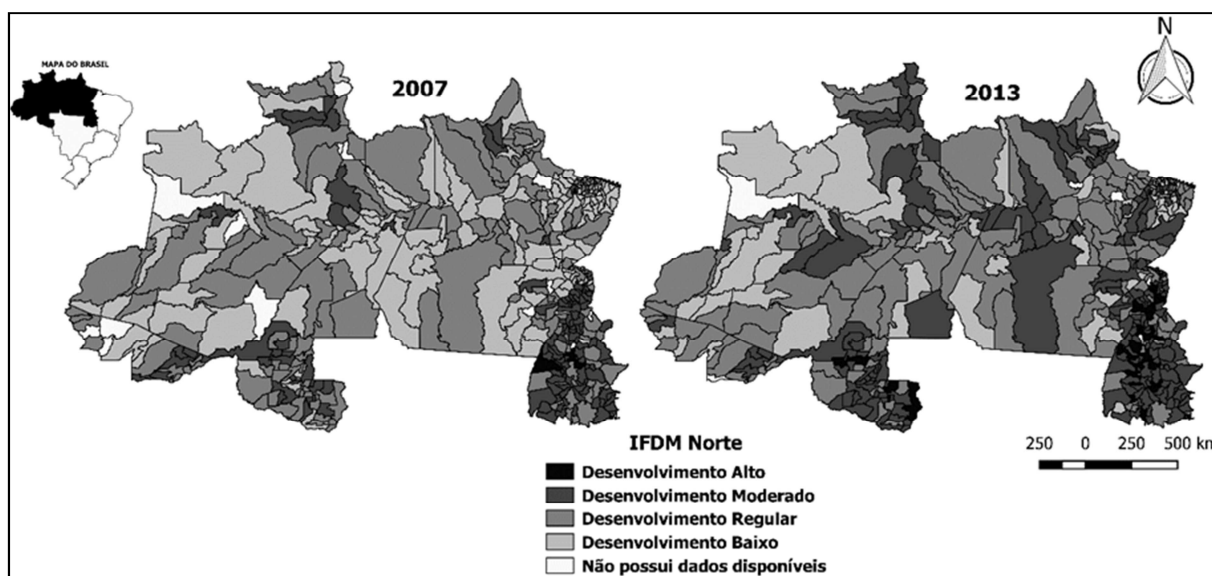 MAPA DO BRASIL
2007
2013
N
IFDM Norte
Desenvolvimento Alto
Desenvolvimento Moderado
Desenvolvimento Regular
Desenvolvimento Baixo
Não possui dados disponíveis
250 0 250 500 km